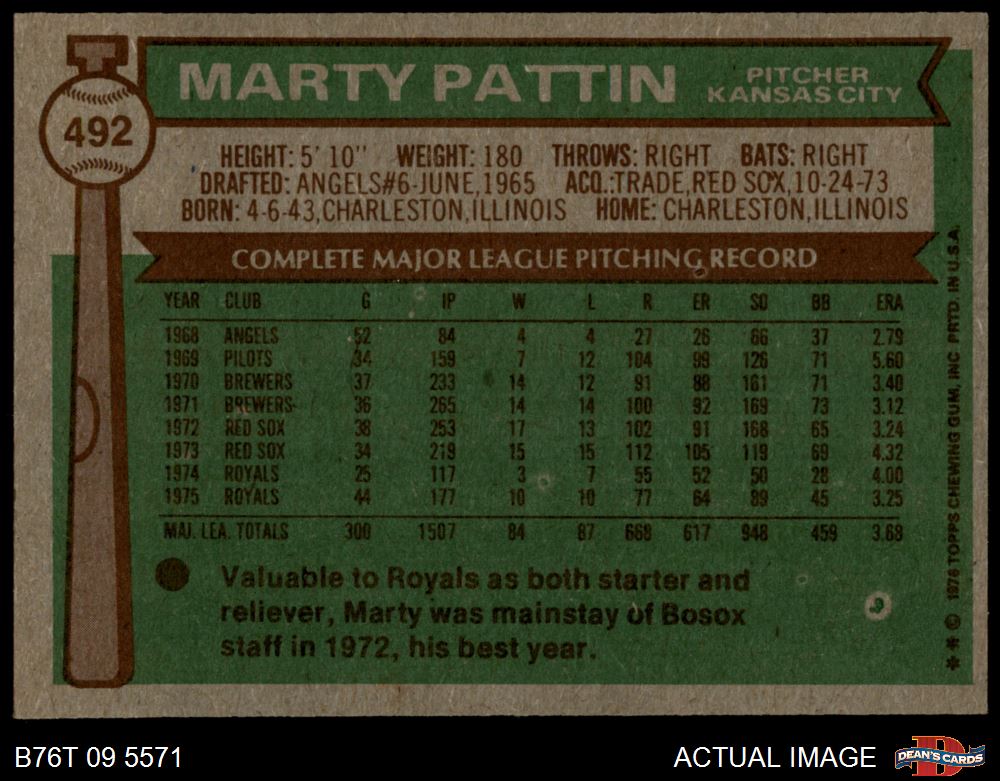 MARTY PATTIN
PITCHER
KANSAS CITY
492
HEIGHT: 5' 10" WEIGHT: 180 THROWS: RIGHT BATS: RIGHT
DRAFTED: ANGELS#6-JUNE,1965 ACQ.:TRADE,RED SOX,10-24-73
BORN: 4-6-43,CHARLESTON,ILLINOIS HOME: CHARLESTON,ILLINOIS
COMPLETE MAJOR LEAGUE PITCHING RECORD
YEAR CLUB G IP W L R ER SO BB ERA
1968 ANGELS 52 84 4 4 27 26 66 37 2.79
1969 PILOTS 34 159 7 12 104 99 126 71 5.60
1970 BREWERS 37 233 14 12 91 88 161 71 3.40
1971 BREWERS 36 265 14 14 100 92 169 73 3.12
1972 RED SOX 38 253 17 13 102 91 168 65 3.24
1973 RED SOX 34 219 15 15 112 105 119 69 4.32
1974 ROYALS 25 117 3 7 55 52 50 28 4.00
1975 ROYALS 44 177 10 10 77 64 89 45 3.25
MAJ. LEA. TOTALS 300 1507 84 87 668 617 948 459 3.68
Valuable to Royals as both starter and
reliever, Marty was mainstay of Bosox
staff in 1972, his best year.
* * © 1976 TOPPS CHEWING GUM, INC PRTD. IN U.S.A.
B76T 09 5571
ACTUAL IMAGE
D
DEAN'S CARDS